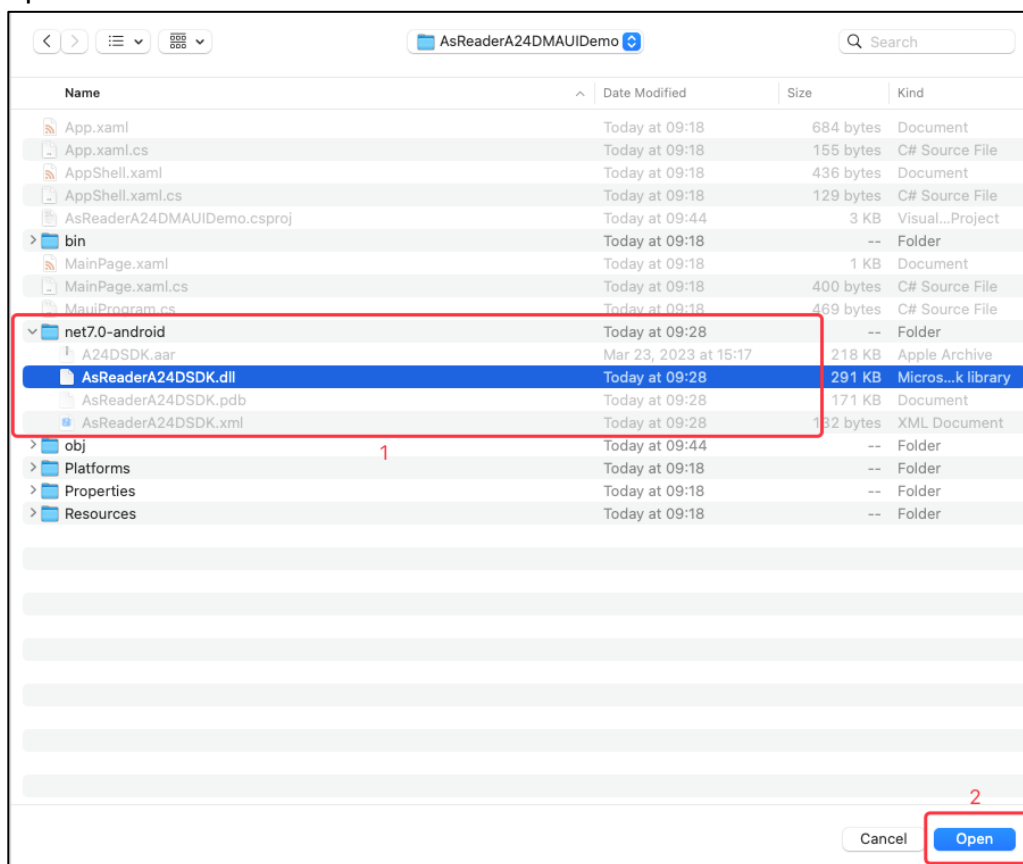 AsReaderA24DMAUIDemo Search
Name Date Modified Size Kind
App.xaml Today at 09:18 684 bytes Document
App.xaml.cs Today at 09:18 155 bytes C# Source File
AppShell.xaml Today at 09:18 436 bytes Document
AppShell.xaml.cs Today at 09:18 129 bytes C# Source File
AsReaderA24DMAUIDemo.csproj Today at 09:44 3 KB Visual...Project
bin Today at 09:18 -- Folder
MainPage.xaml Today at 09:18 1 KB Document
MainPage.xaml.cs Today at 09:18 400 bytes C# Source File
MauiProgram.cs Today at 09:18 469 bytes C# Source File
net7.0-android Today at 09:28 -- Folder
A24DSDK.aar Mar 23, 2023 at 15:17 218 KB Apple Archive
AsReaderA24DSDK.dll Today at 09:28 291 KB Micros...k library
AsReaderA24DSDK.pdb Today at 09:28 171 KB Document
AsReaderA24DSDK.xml Today at 09:28 132 bytes XML Document
obj Today at 09:44 -- Folder
1
Platforms Today at 09:18 -- Folder
Properties Today at 09:18 -- Folder
Resources Today at 09:18 -- Folder
2
Cancel Open